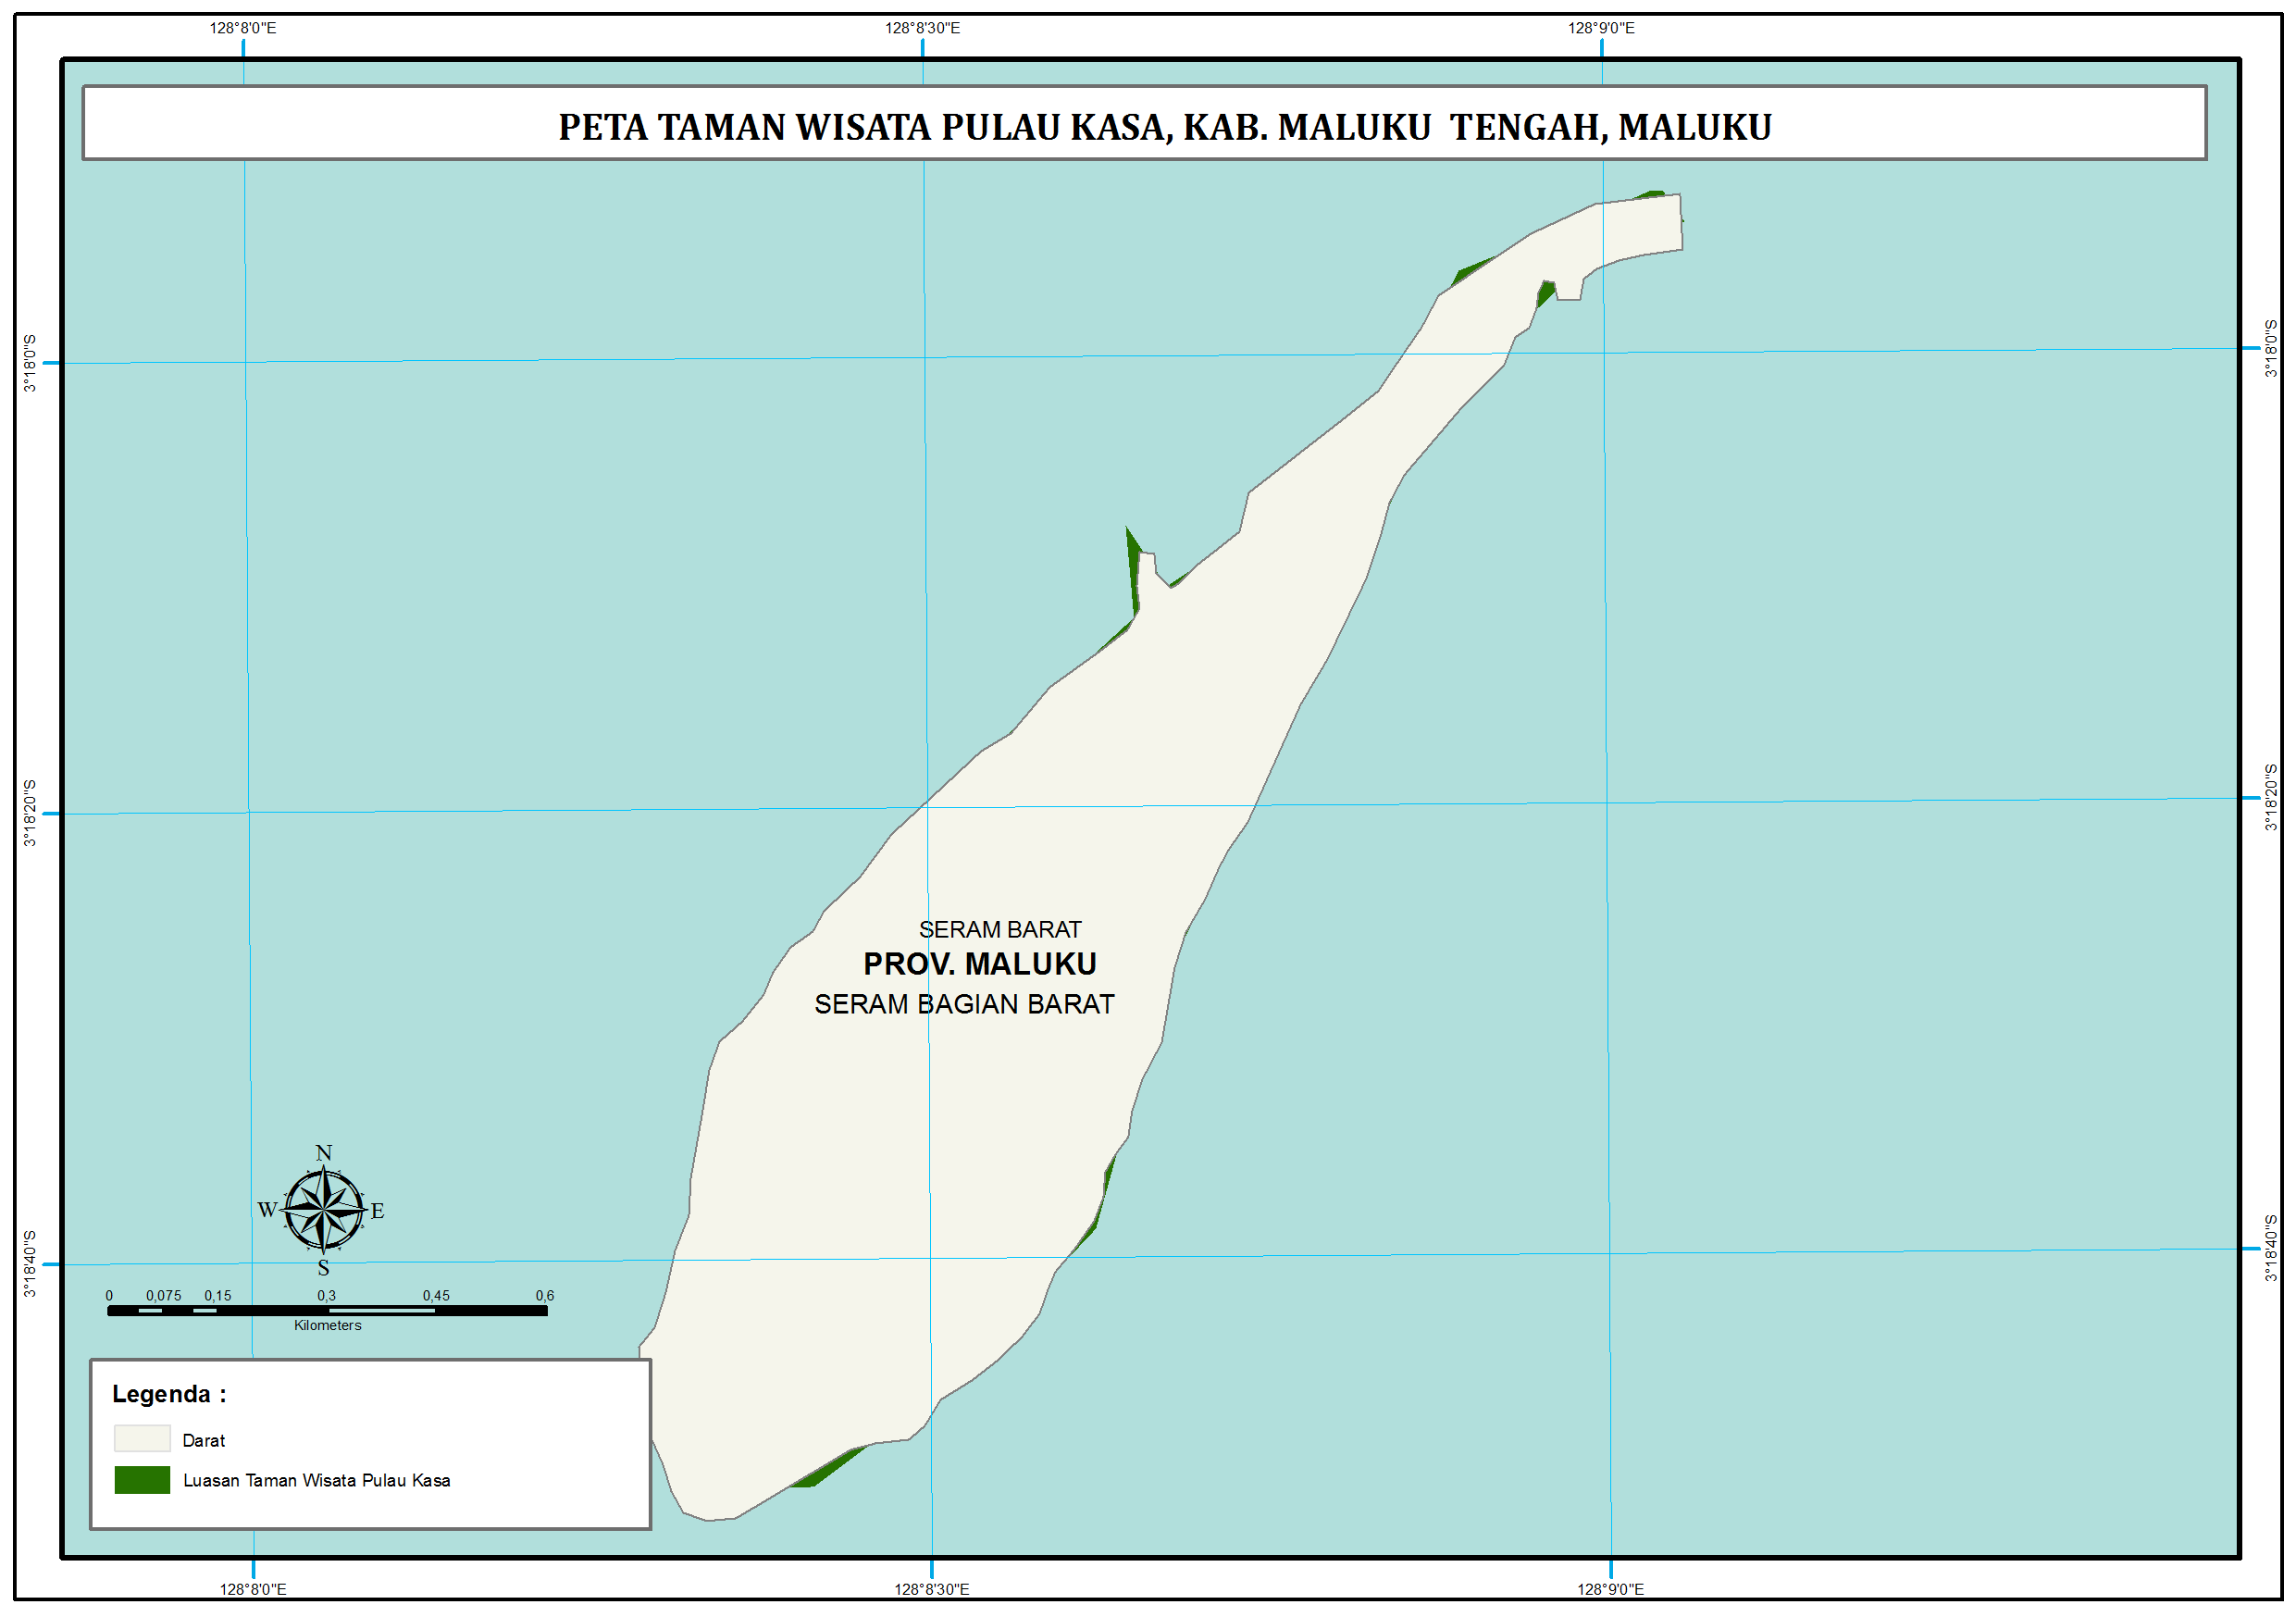 128°8'0"E
128°8'30"E
128°9'0"E
PETA TAMAN WISATA PULAU KASA, KAB. MALUKU  TENGAH, MALUKU
3°18'0"S
3°18'0"S
3°18'20"S
3°18'20"S
SERAM BARAT
PROV. MALUKU
SERAM BAGIAN BARAT
N
W
E
S
3°18'40"S
3°18'40"S
0 0,075 0,15 0,3 0,45 0,6
Kilometers
Legenda :
Darat
Luasan Taman Wisata Pulau Kasa
128°8'0"E
128°8'30"E
128°9'0"E